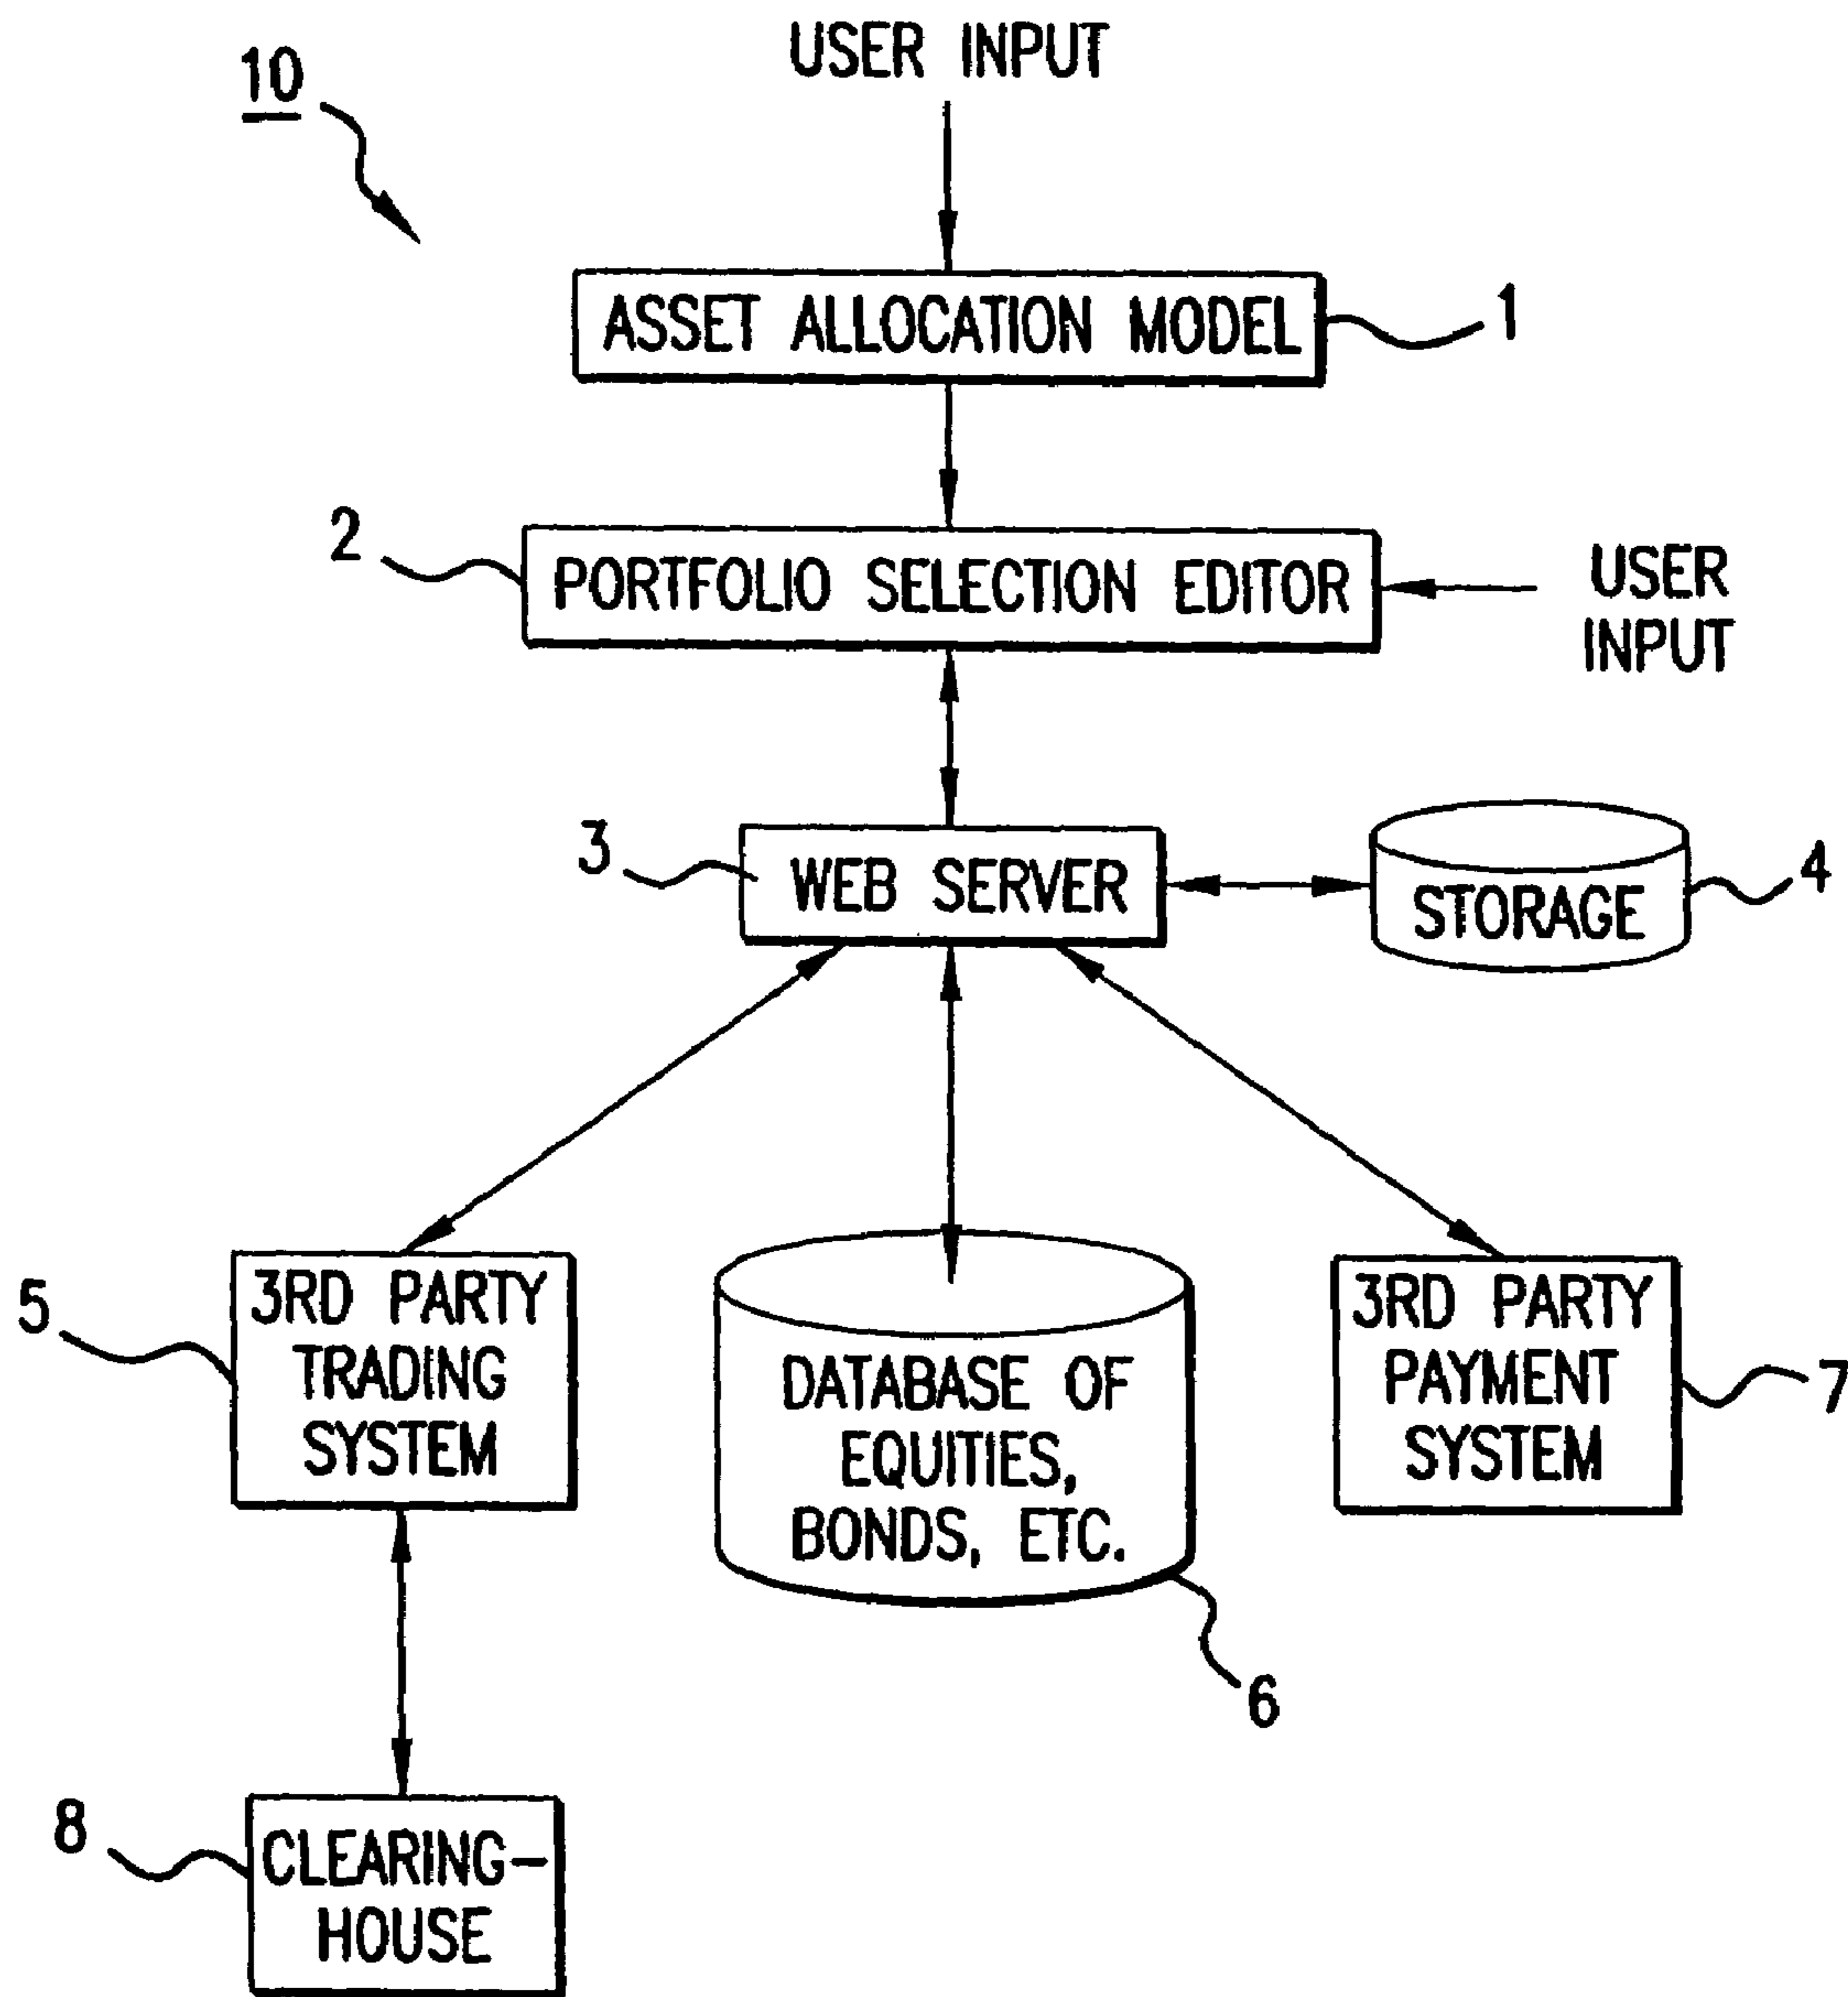 USER INPUT
10
ASSET ALLOCATION MODEL
1
2
PORTFOLIO SELECTION EDITOR
USER
INPUT
3
WEB SERVER
STORAGE
4
5
3RD PARTY
TRADING
SYSTEM
DATABASE OF
EQUITIES,
BONDS, ETC.
6
3RD PARTY
PAYMENT
SYSTEM
7
8
CLEARING-
HOUSE